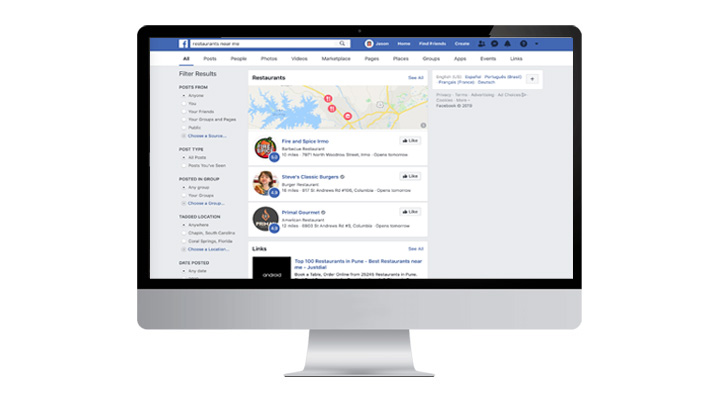 restaurants near me
Jason Home Find Friends Create
All Posts People Photos Videos Marketplace Pages Places Groups Apps Events Links
Filter Results
POSTS FROM
Anyone
You
Your Friends
Your Groups and Pages
Public
Choose a Source...
POST TYPE
All Posts
Posts You've Seen
POSTED IN GROUP
Any group
Your Groups
Choose a Group...
TAGGED LOCATION
Anywhere
Chapin, South Carolina
Coral Springs, Florida
Choose a Location...
DATE POSTED
Any date
Restaurants
See All
Fire and Spice Irmo
Like
Barbecue Restaurant
10 miles · 7971 North Woodrow Street, Irmo · Opens tomorrow
5.0
Steve's Classic Burgers
Like
Burger Restaurant
16 miles · 917 St Andrews Rd #106, Columbia · Opens tomorrow
4.9
Primal Gourmet
Like
American Restaurant
13 miles · 6603 St Andrews Rd #5, Columbia · Opens tomorrow
Links
See All
android
Top 100 Restaurants in Pune - Best Restaurants near
me - Justdial
Book a Table, Order Online from 20246 Restaurants in Pune.
English (US) · Español · Português (Brasil) ·
Français (France) · Deutsch
Privacy · Terms · Advertising · Ad Choices ·
Cookies · More
Facebook © 2019